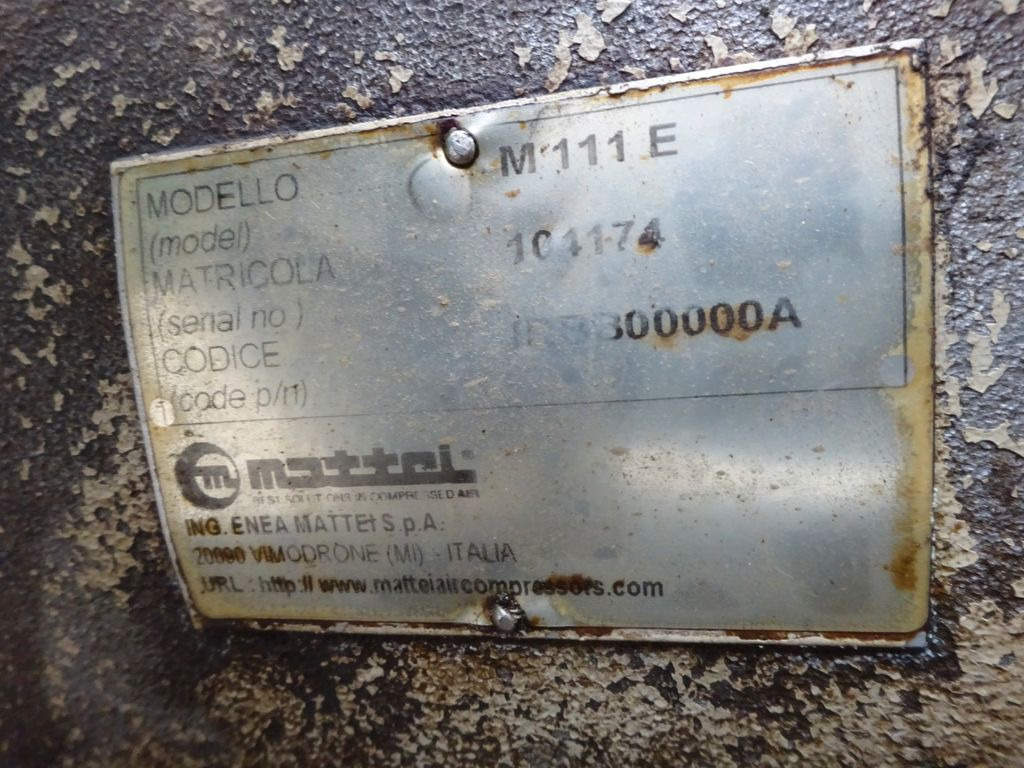 MODELLO M 111 E
(model)
MATRICOLA 104174
(serial no )
CODICE 
(code p/n)
m mattei
BEST SOLUTIONS IN COMPRESSED AIR
ING. ENEA MATTEI S.p.A.
20090 VIMODRONE (MI) - ITALIA
URL : http:// www.matteiaircompressors.com